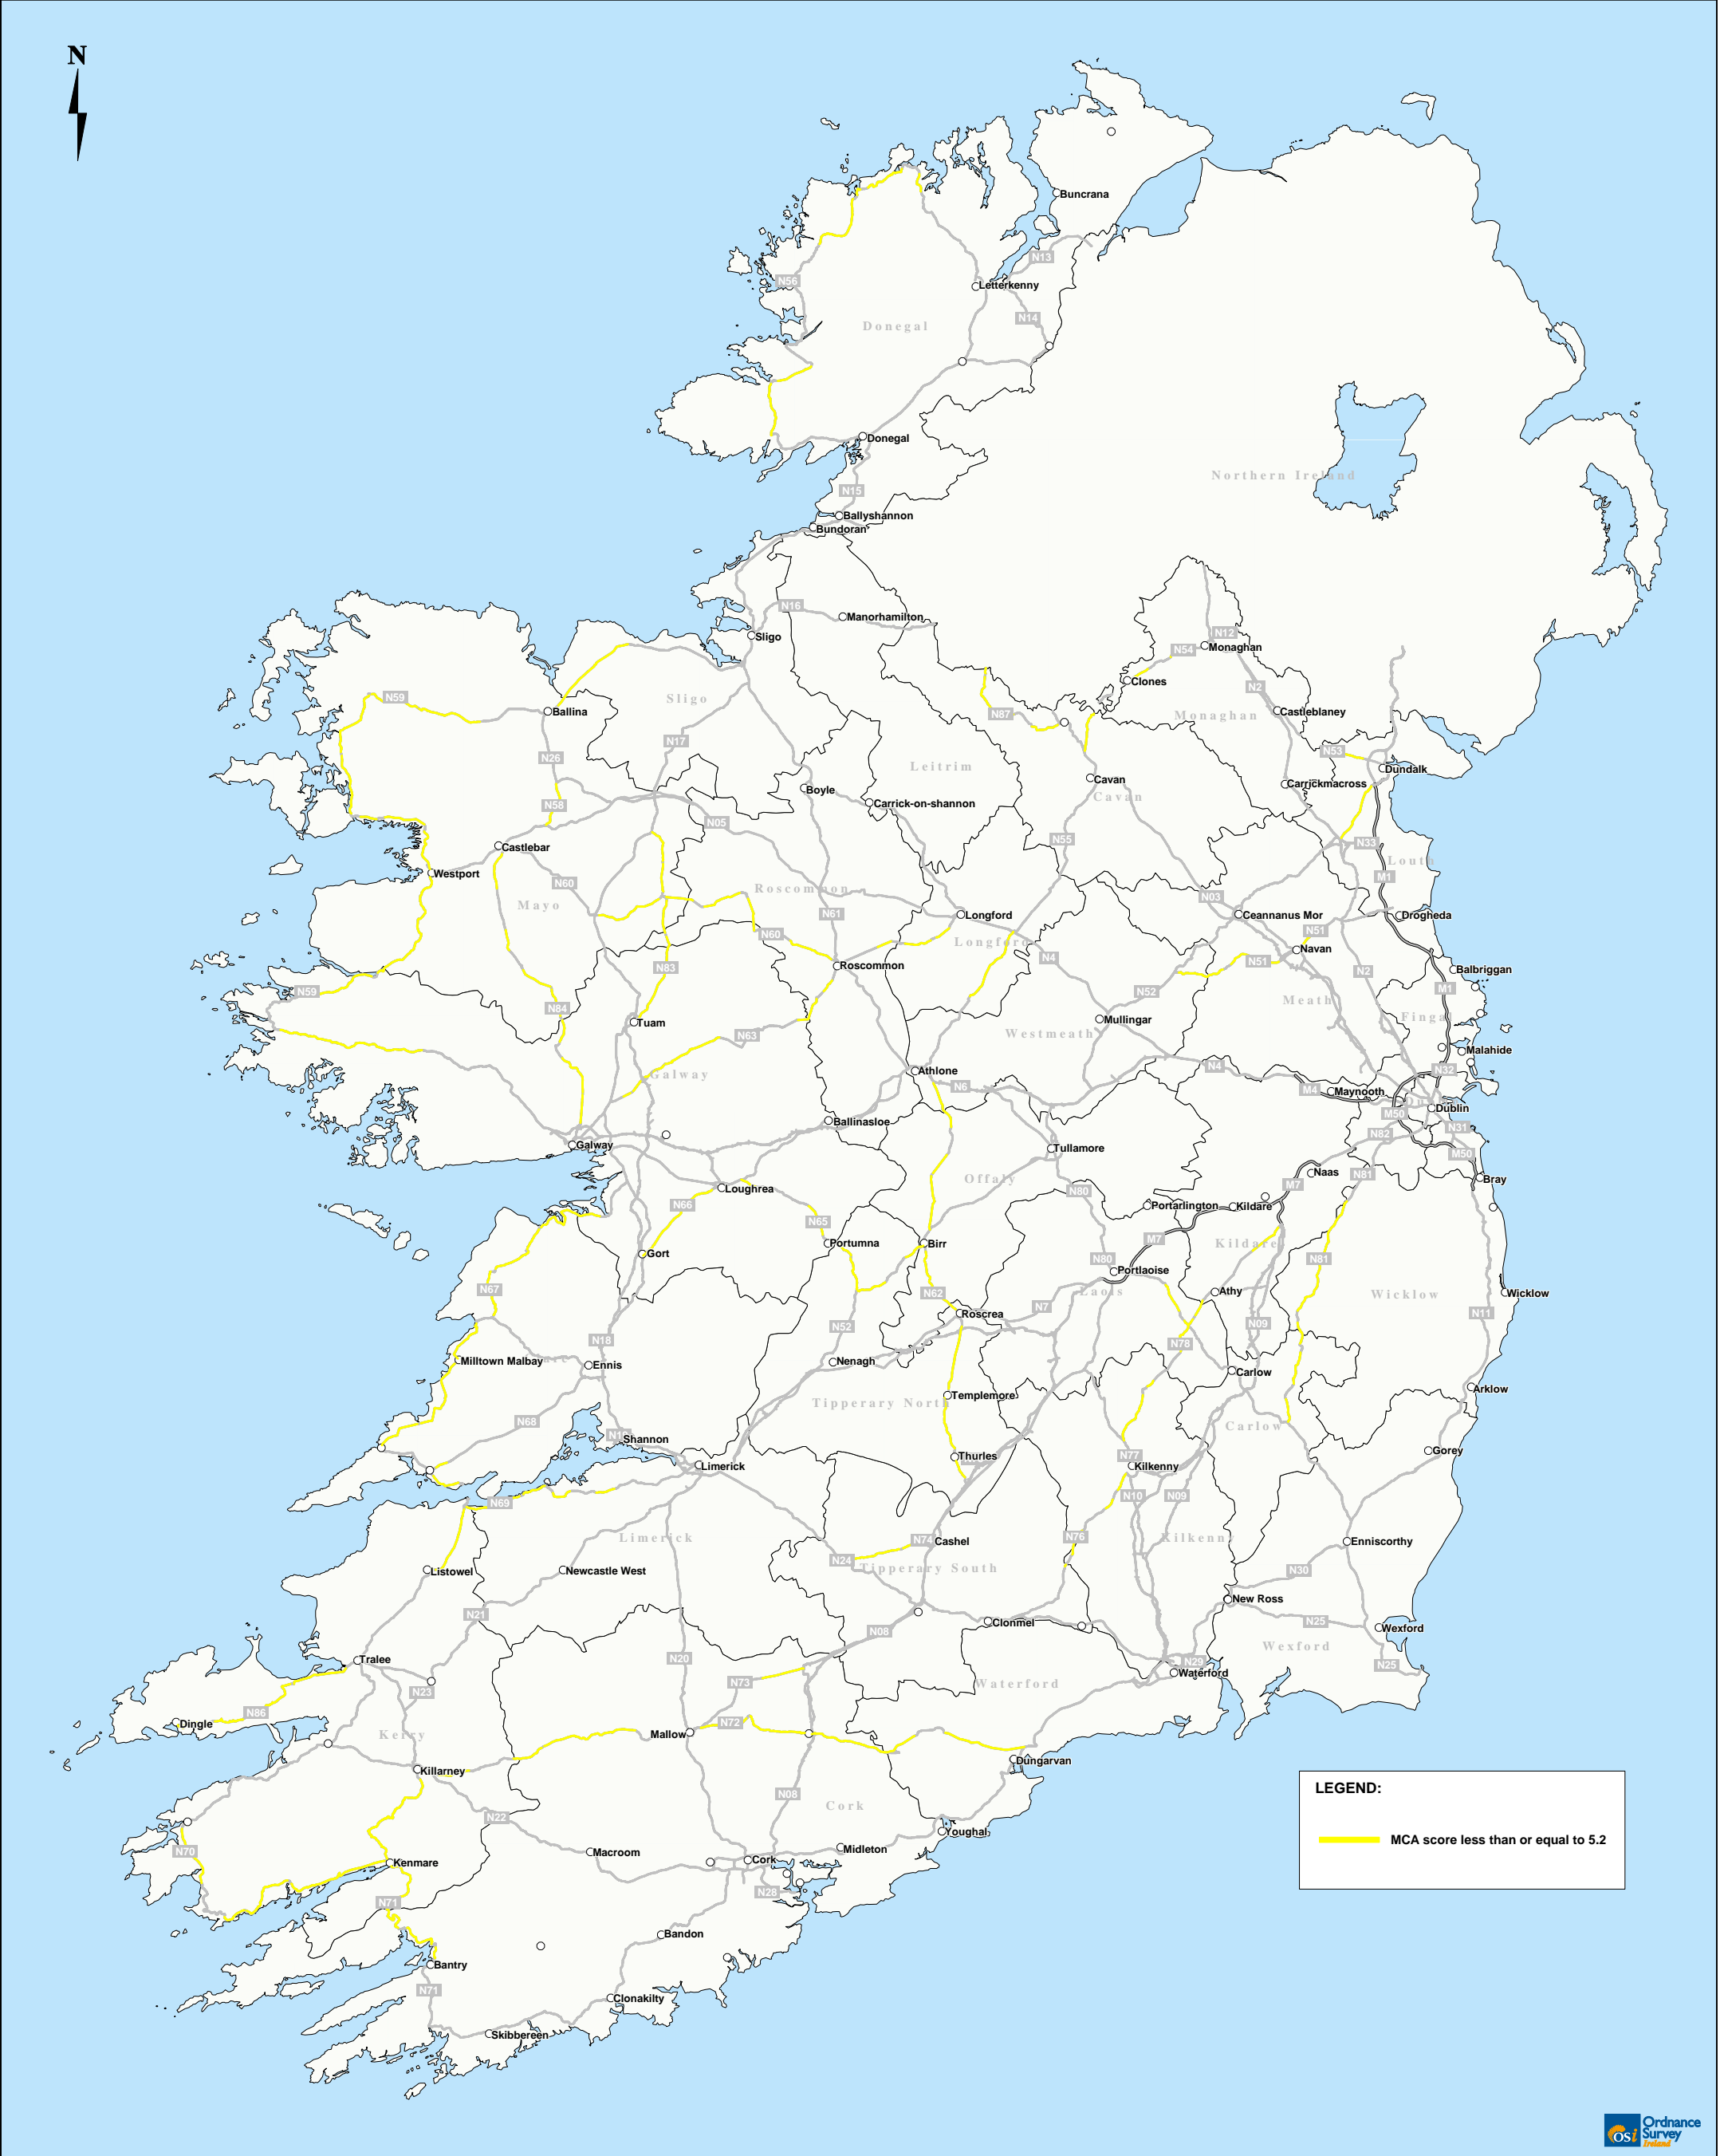 N
Buncrana
N13
N56
Letterkenny
N14
Donegal
Donegal
Northern Ireland
N15
Ballyshannon
Bundoran
N16
Manorhamilton
Sligo
N12
N54
Monaghan
Clones
N59
Sligo
N2
Ballina
N87
Monaghan
Castleblaney
N17
N53
N26
Leitrim
Dundalk
Cavan
Carrickmacross
Boyle
Cavan
N58
Carrick-on-shannon
N05
N55
N33
Castlebar
Louth
Westport
M1
N60
Roscommon
Mayo
N03
N61
Longford
Ceannanus Mor
Drogheda
N60
N51
Longford
Navan
N4
N51
Roscommon
N83
Balbriggan
N2
N59
N52
M1
Meath
N84
Tuam
Mullingar
Fingal
N63
Westmeath
Malahide
Galway
Athlone
N4
N32
N6
M4
Maynooth
Dublin
M50
Ballinasloe
N31
N82
Galway
Tullamore
M50
Naas
N81
Offaly
Bray
Loughrea
M7
N80
N66
Portarlington
Kildare
N65
M7
Portumna
Birr
Kildare
Gort
N80
N81
Portlaoise
N67
N62
Laois
Athy
Wicklow
Wicklow
N7
Roscrea
N11
N52
N09
N18
N78
Milltown Malbay
Ennis
Nenagh
Carlow
Arklow
Templemore
Tipperary North
N68
Carlow
Shannon
Gorey
Thurles
N77
Limerick
Kilkenny
N69
N10
N09
Limerick
N76
Kilkenny
N74
Cashel
Enniscorthy
N24
Tipperary South
Listowel
Newcastle West
N30
New Ross
N21
Clonmel
N25
N08
Wexford
Wexford
Tralee
N20
N29
N25
Waterford
N73
Waterford
N23
N86
Dingle
N72
Kerry
Mallow
Dungarvan
Killarney
LEGEND:
N08
Cork
N22
Youghal
MCA score less than or equal to 5.2
N70
Midleton
Macroom
Cork
Kenmare
N28
N71
Bandon
Bantry
N71
Clonakilty
Skibbereen
osi
Ordnance
Survey
Ireland